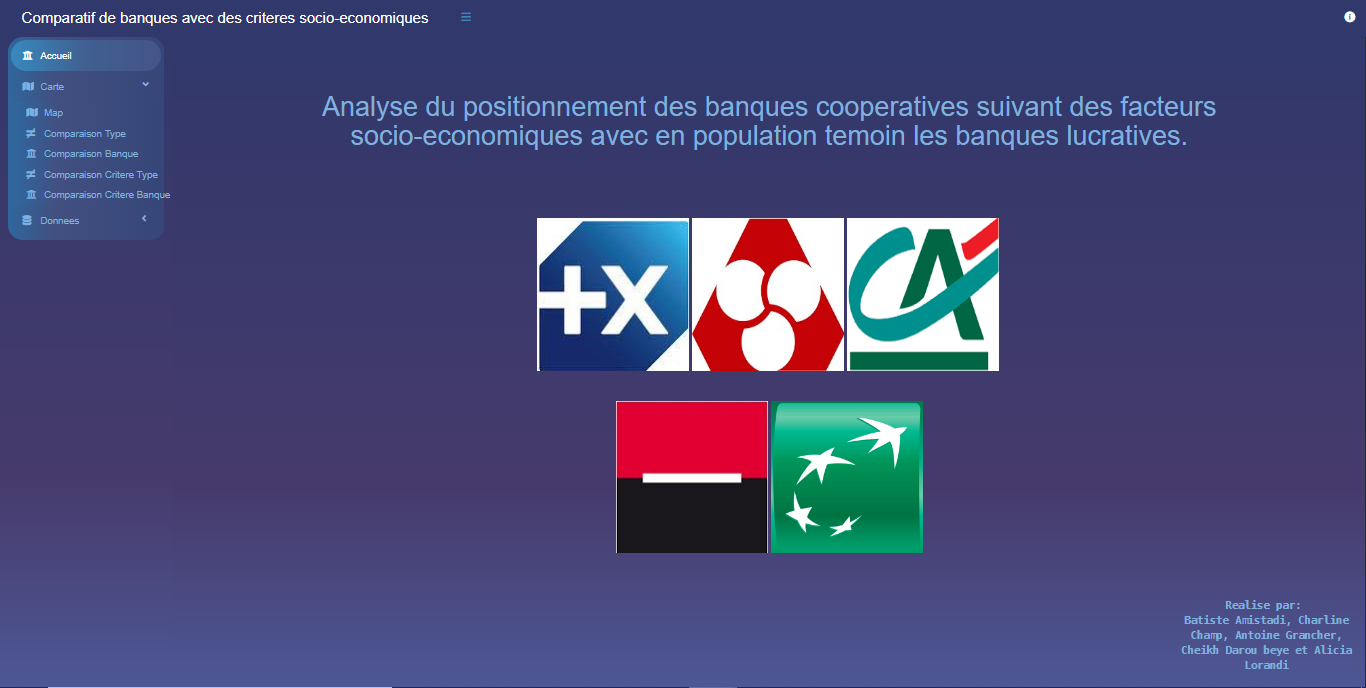 Comparatif de banques avec des criteres socio-economiques
Accueil
Carte
Map
Comparaison Type
Comparaison Banque
Comparaison Critere Type
Comparaison Critere Banque
Donnees
Analyse du positionnement des banques cooperatives suivant des facteurs
socio-economiques avec en population temoin les banques lucratives.
+X
CA
Realise par:
Batiste Amistadi, Charline
Champ, Antoine Grancher,
Cheikh Darou beye et Alicia
Lorandi